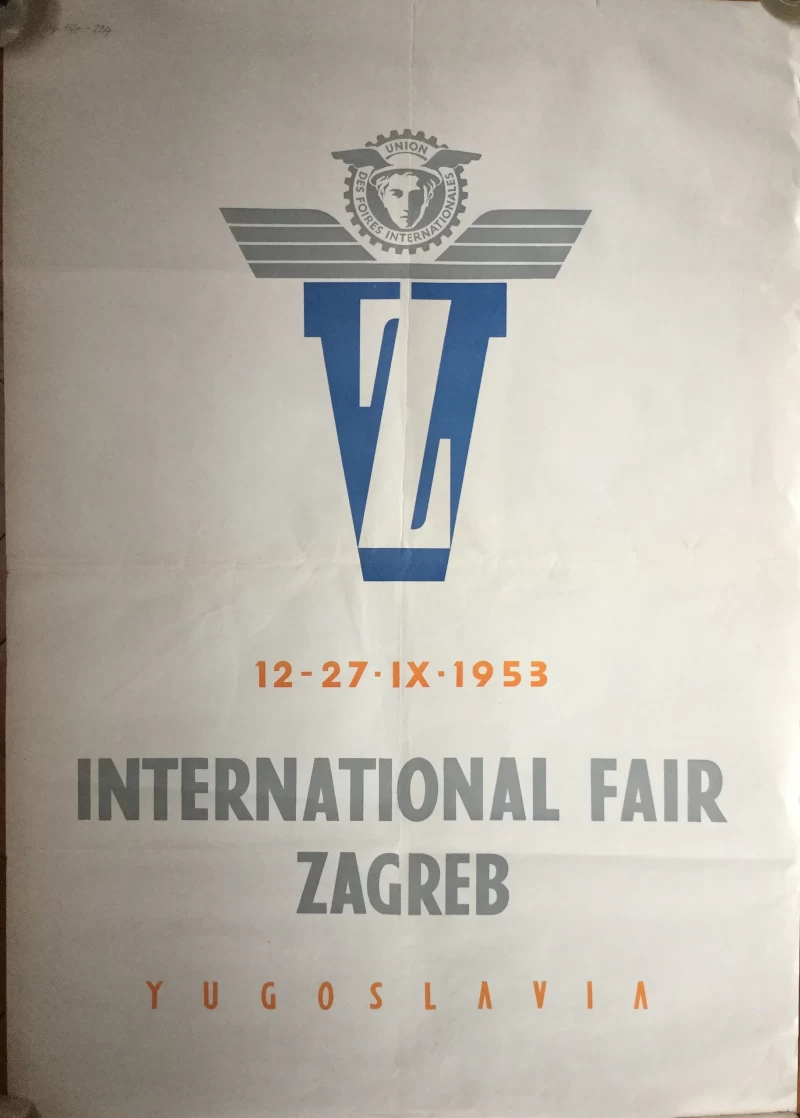 UNION
DES FOIRES INTERNATIONALES
Z
12-27·IX·1953
INTERNATIONAL FAIR
ZAGREB
YUGOSLAVIA